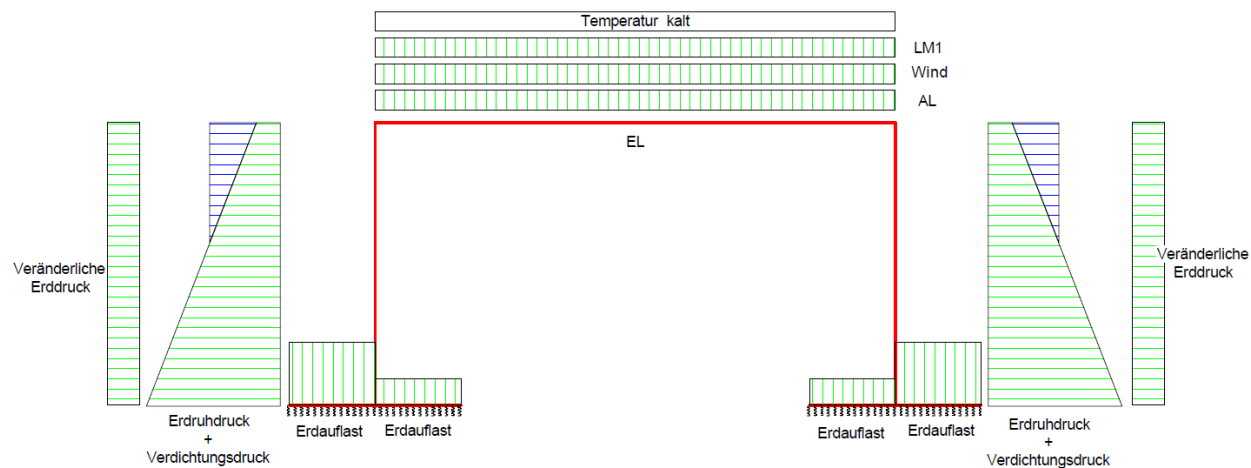 Temperatur kalt
LM1
Wind
AL
EL
Veränderliche
Erddruck
Veränderliche
Erddruck
Erdruhdruck
+
Verdichtungsdruck
Erdauflast
Erdauflast
Erdauflast
Erdauflast
Erdruhdruck
+
Verdichtungsdruck